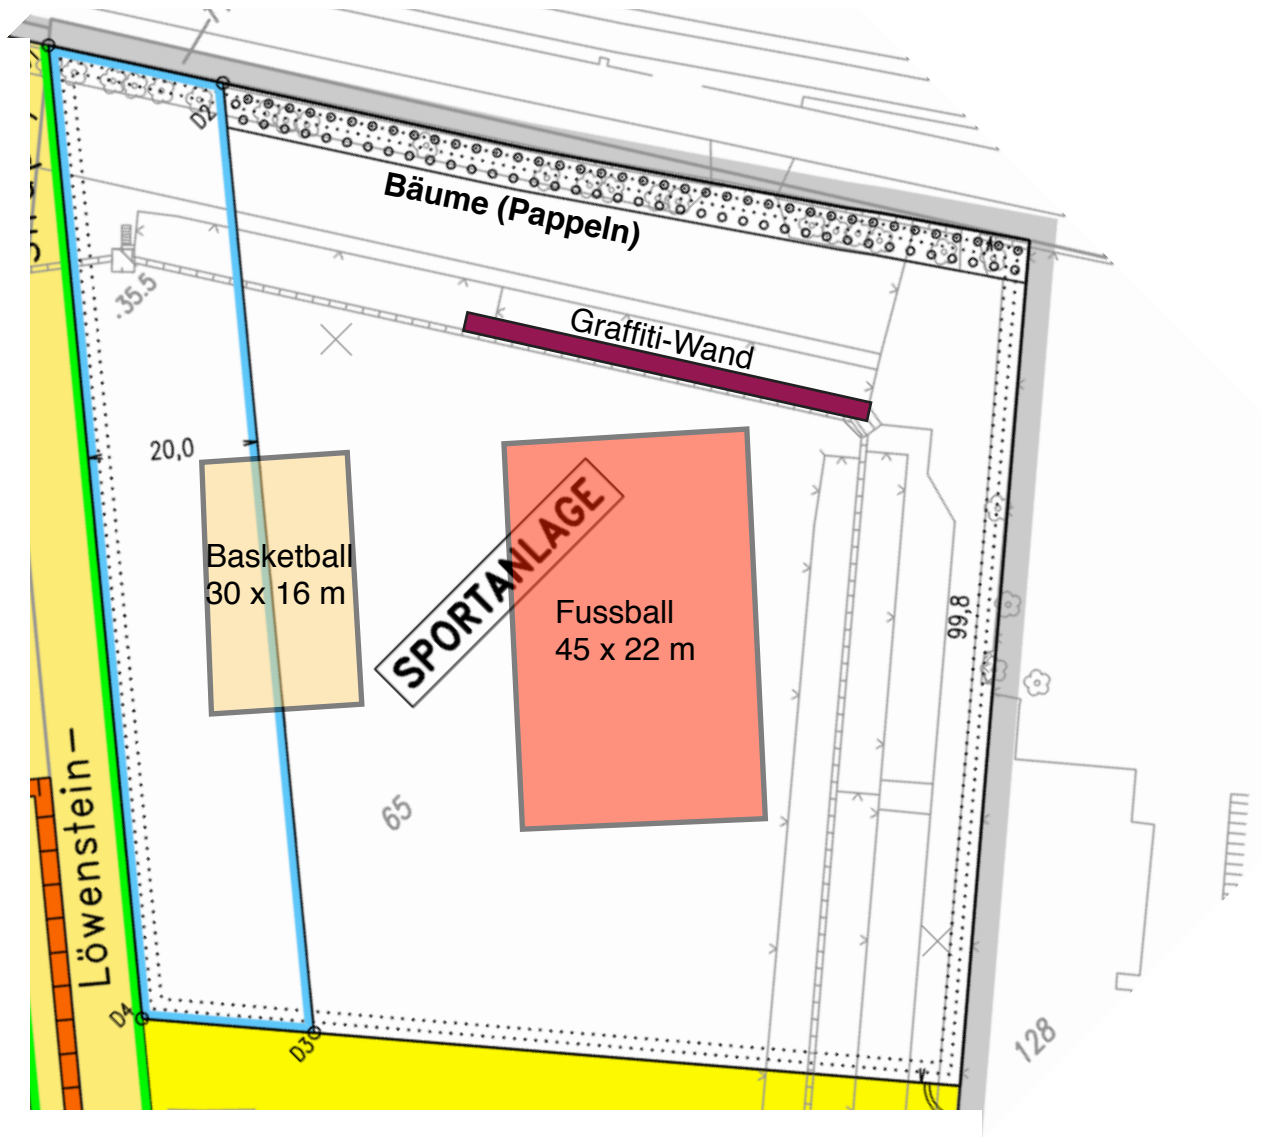 D2
Bäume (Pappeln)
.35.5
Graffiti-Wand
20,0
Basketball
30 x 16 m
SPORTANLAGE
Fussball
45 x 22 m
99,8
65
Löwenstein-
D4
D3
128